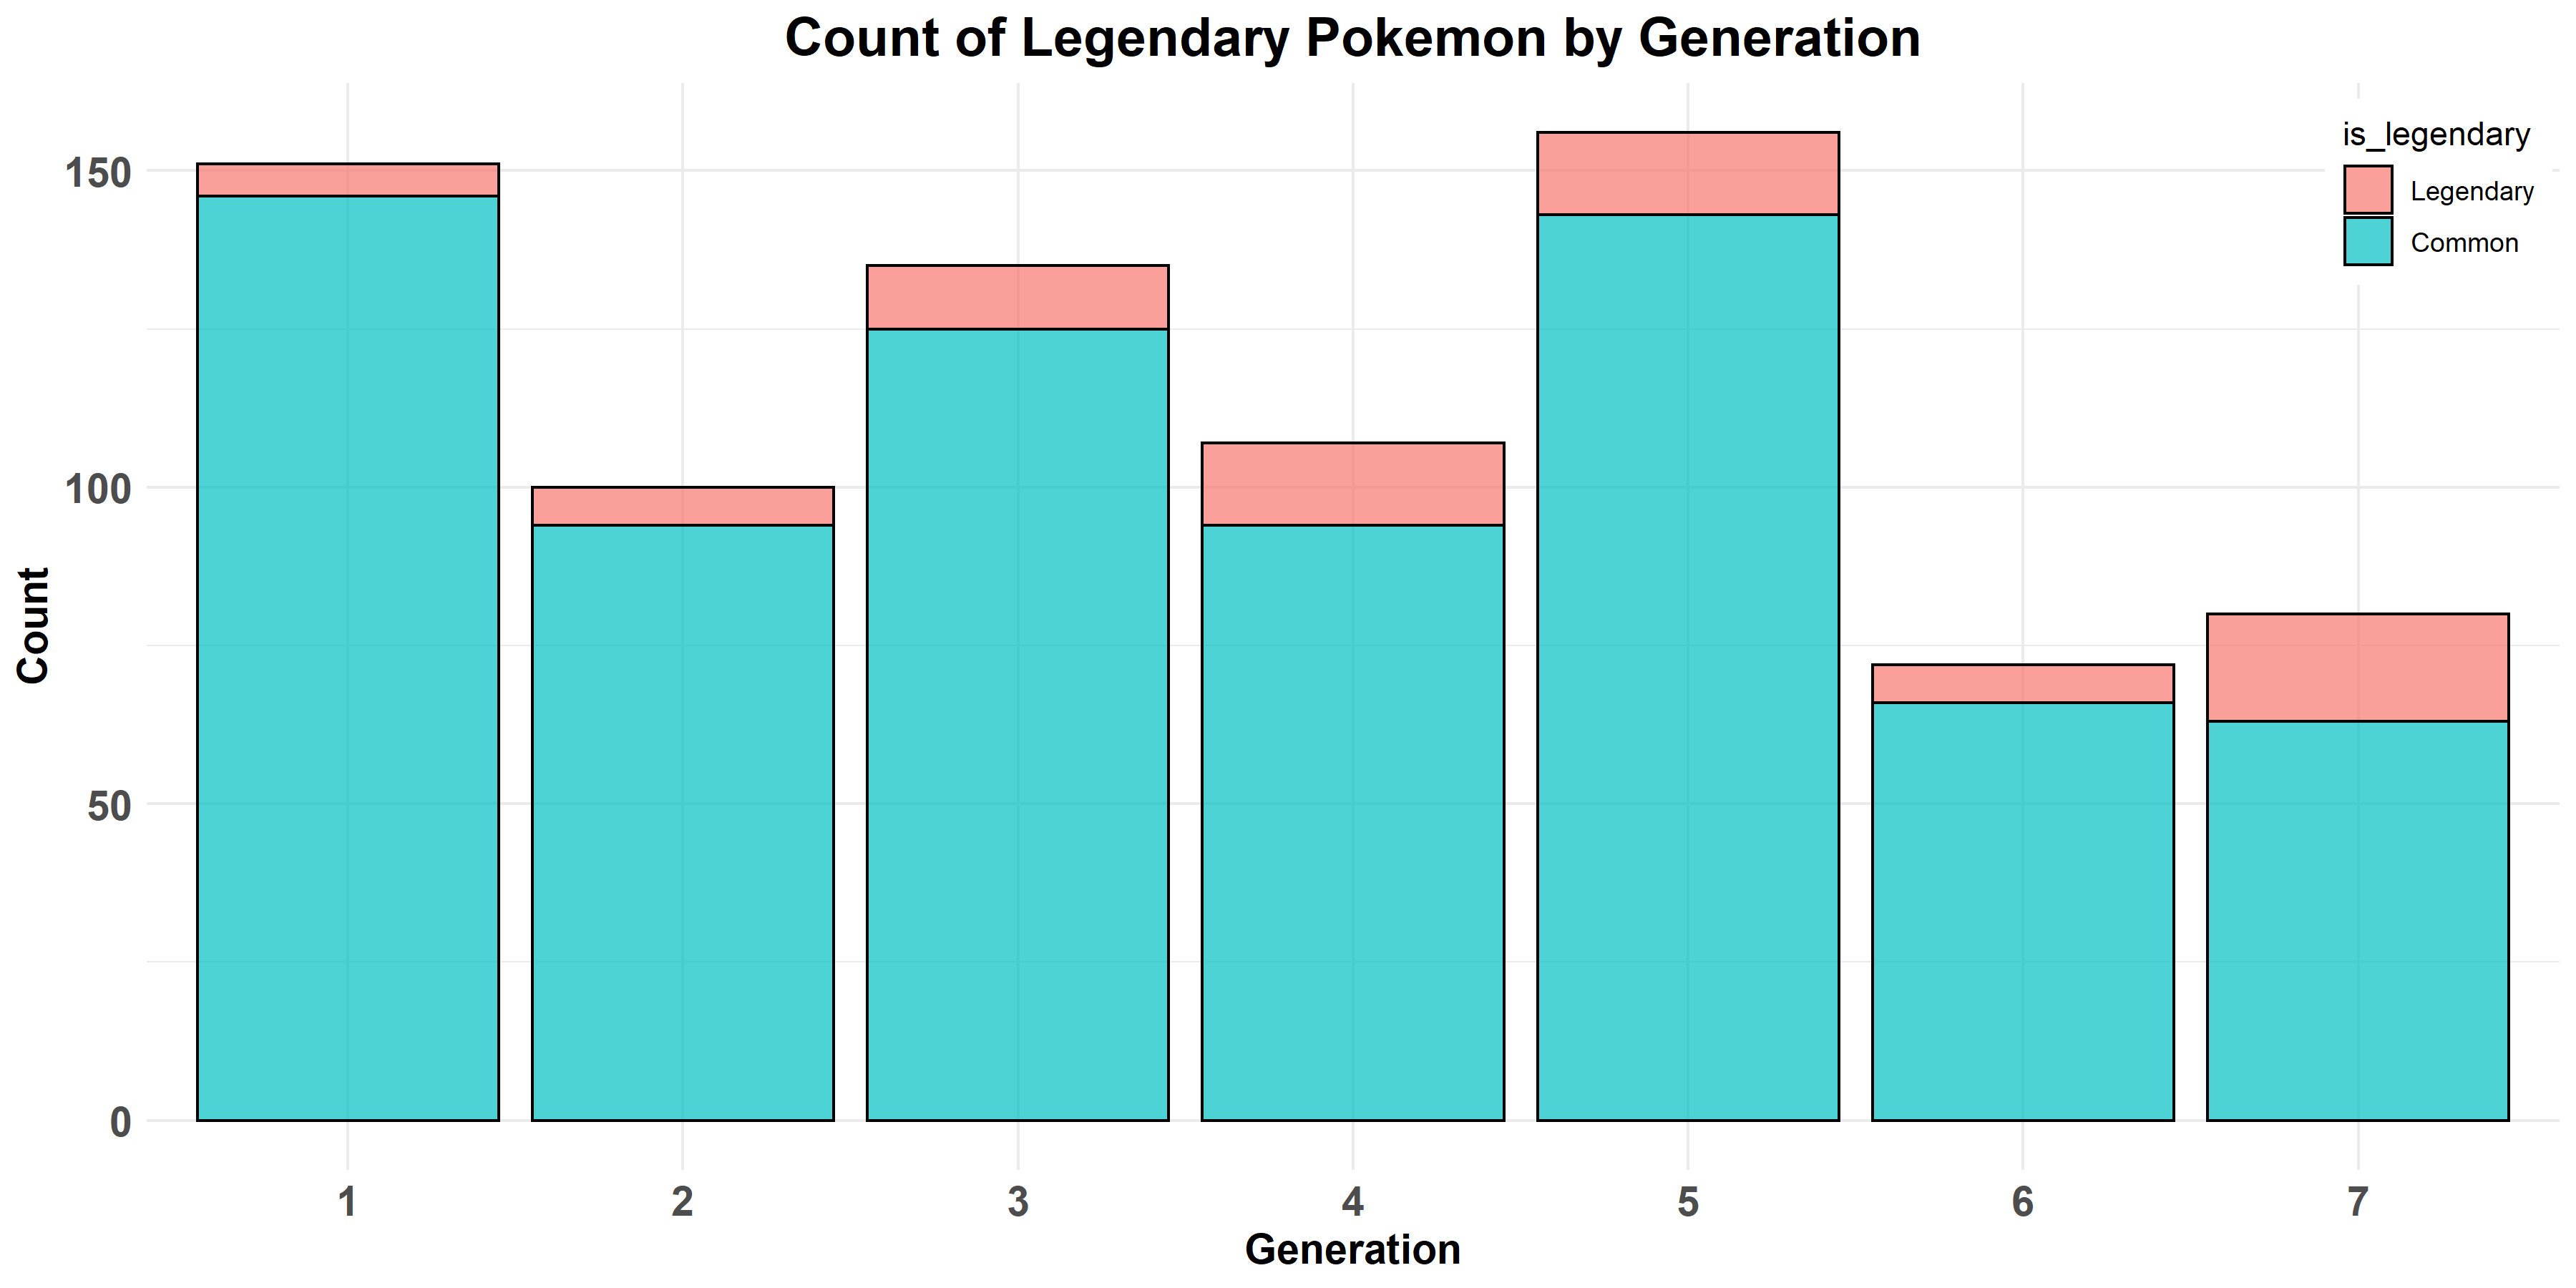 Count of Legendary Pokemon by Generation
is_legendary
Legendary
Common
Count
150
100
50
0
1 2 3 4 5 6 7
Generation